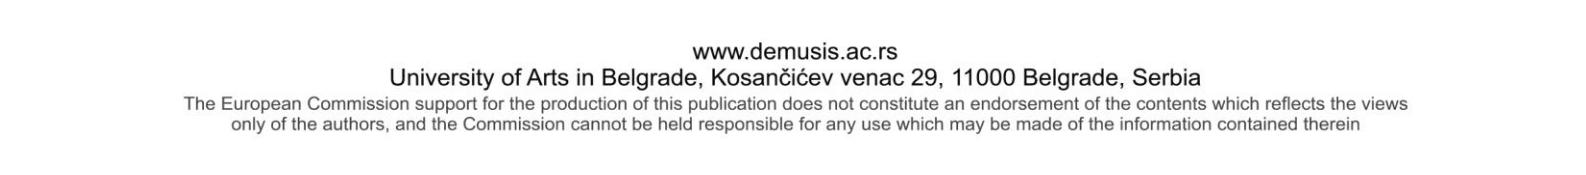 www.demusis.ac.rs
University of Arts in Belgrade, Kosančićev venac 29, 11000 Belgrade, Serbia
The European Commission support for the production of this publication does not constitute an endorsement of the contents which reflects the views
only of the authors, and the Commission cannot be held responsible for any use which may be made of the information contained therein